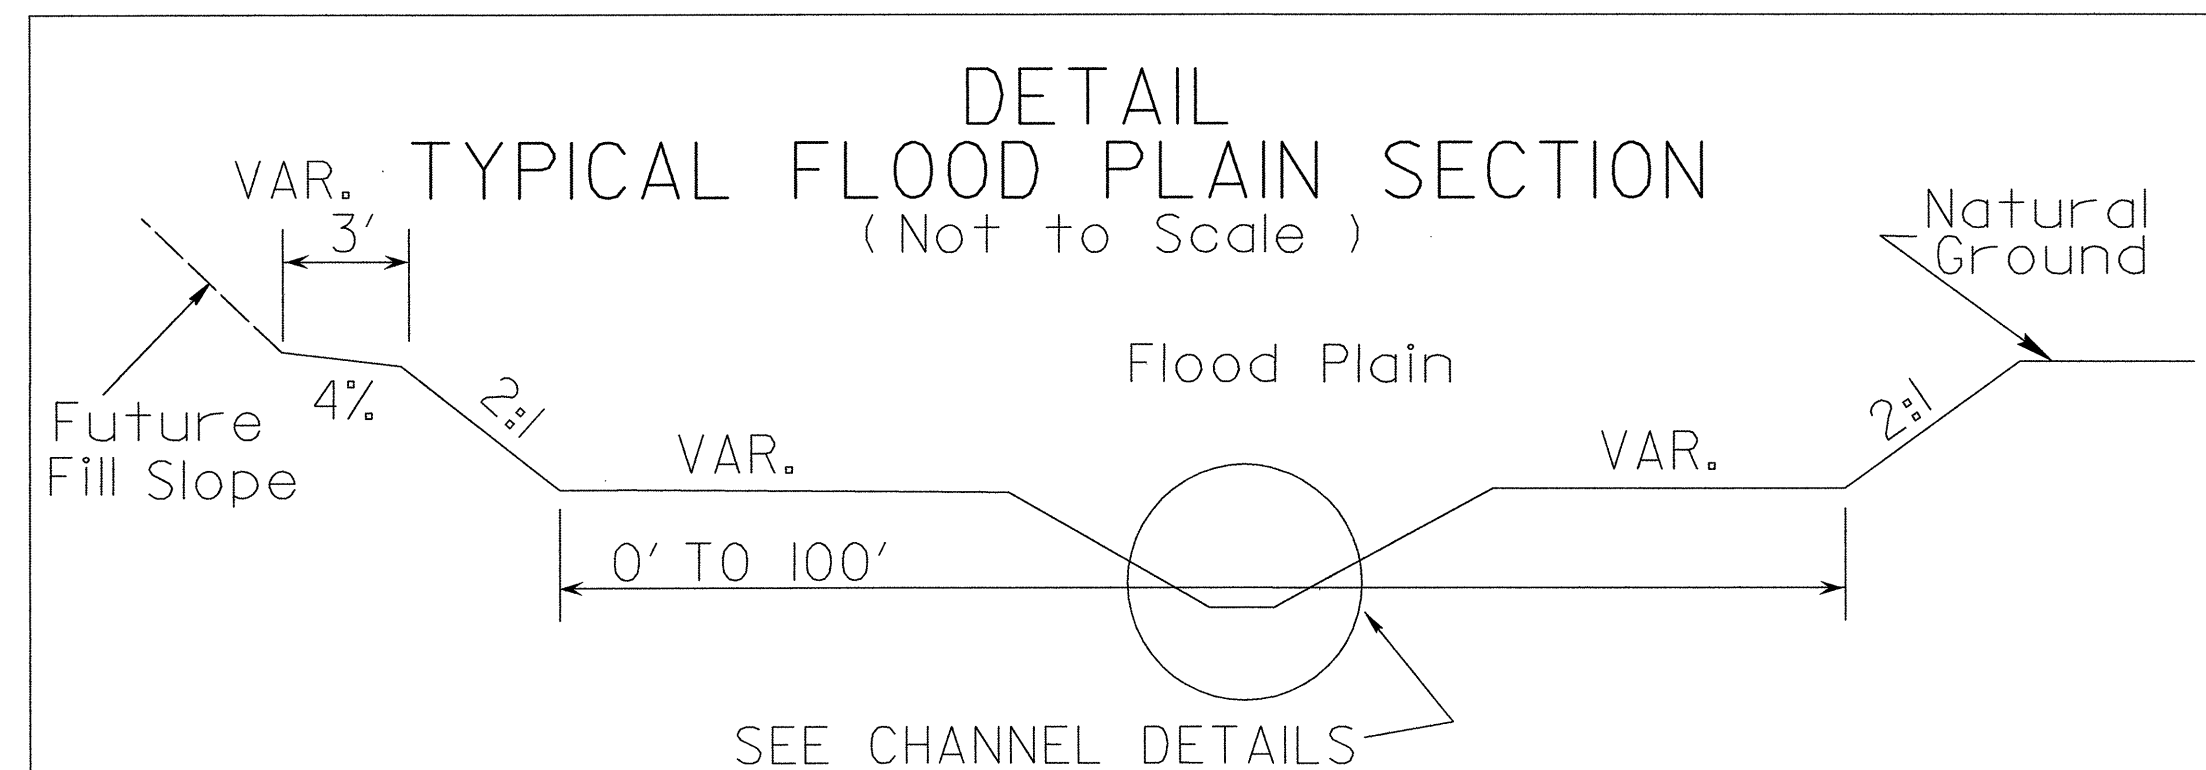 DETAIL
TYPICAL FLOOD PLAIN SECTION
( Not to Scale )
VAR.
3'
Natural
Ground
Flood Plain
4%
2:1
2:1
Future
Fill Slope
VAR.
VAR.
0' TO 100'
SEE CHANNEL DETAILS